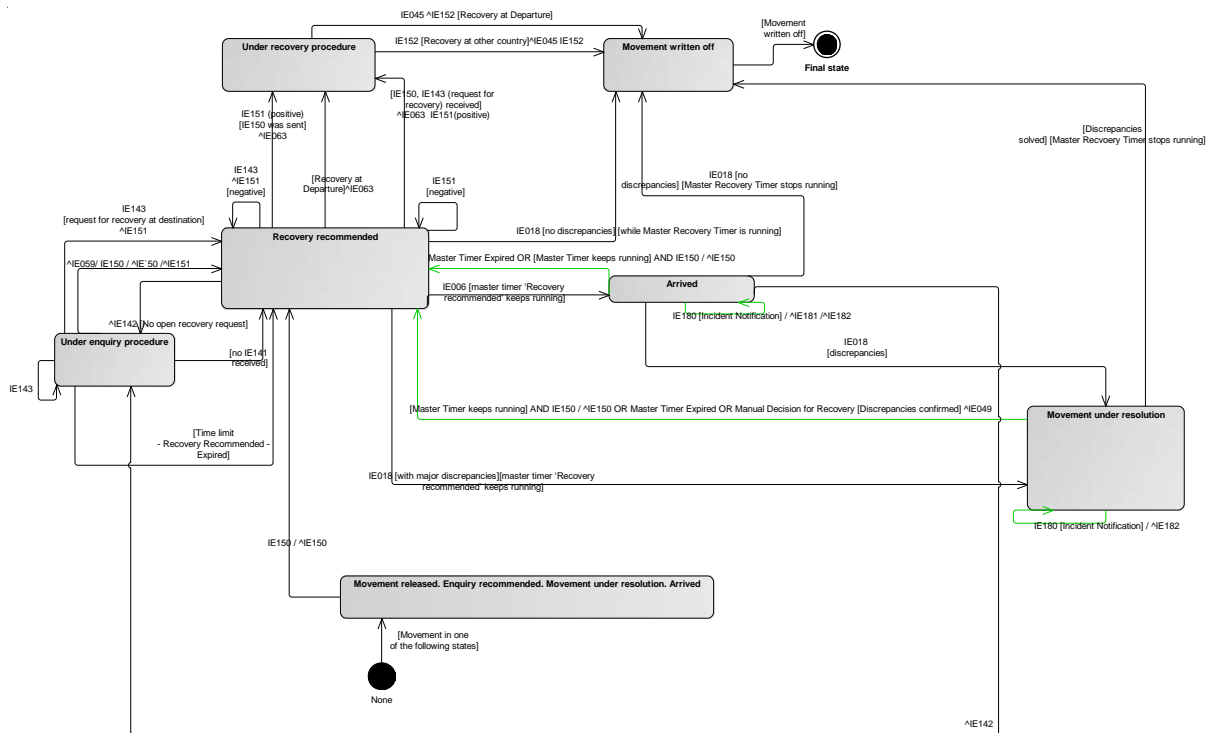 IE045 ^IE152 [Recovery at Departure]
Under recovery procedure
IE152 [Recovery at other country]^IE045 IE152
Movement written off
[Movement
written off]
Final state
[IE150, IE143 (request for
recovery) received]
^IE063 IE151(positive)
IE151 (positive)
[IE150 was sent]
^IE063
[Discrepancies
solved] [Master Recvoery Timer stops running]
IE143
^IE151
[negative]
[Recovery at
Departure]^IE063
IE151
[negative]
IE018 [no
discrepancies] [Master Recovery Timer stops running]
IE143
[request for recovery at destination]
^IE151
Recovery recommended
IE018 [no discrepancies] [while Master Recovery Timer is running]
^IE059/ IE150 / ^IE`50 /^IE151
Master Timer Expired OR [Master Timer keeps running] AND IE150 / ^IE150
Arrived
IE006 [master timer ‘Recovery
recommended’ keeps running]
IE180 [Incident Notification] / ^IE181 /^IE182
^IE142 [No open recovery request]
Under enquiry procedure
[no IE141
received]
IE018
[discrepancies]
IE143
[Master Timer keeps running] AND IE150 / ^IE150 OR Master Timer Expired OR Manual Decision for Recovery [Discrepancies confirmed] ^IE049
Movement under resolution
[Time limit
- Recovery Recommended -
Expired]
IE018 [with major discrepancies][master timer ‘Recovery
recommended’ keeps running]
IE180 [Incident Notification] / ^IE182
IE150 / ^IE150
Movement released. Enquiry recommended. Movement under resolution. Arrived
[Movement in one
of the following states]
None
^IE142